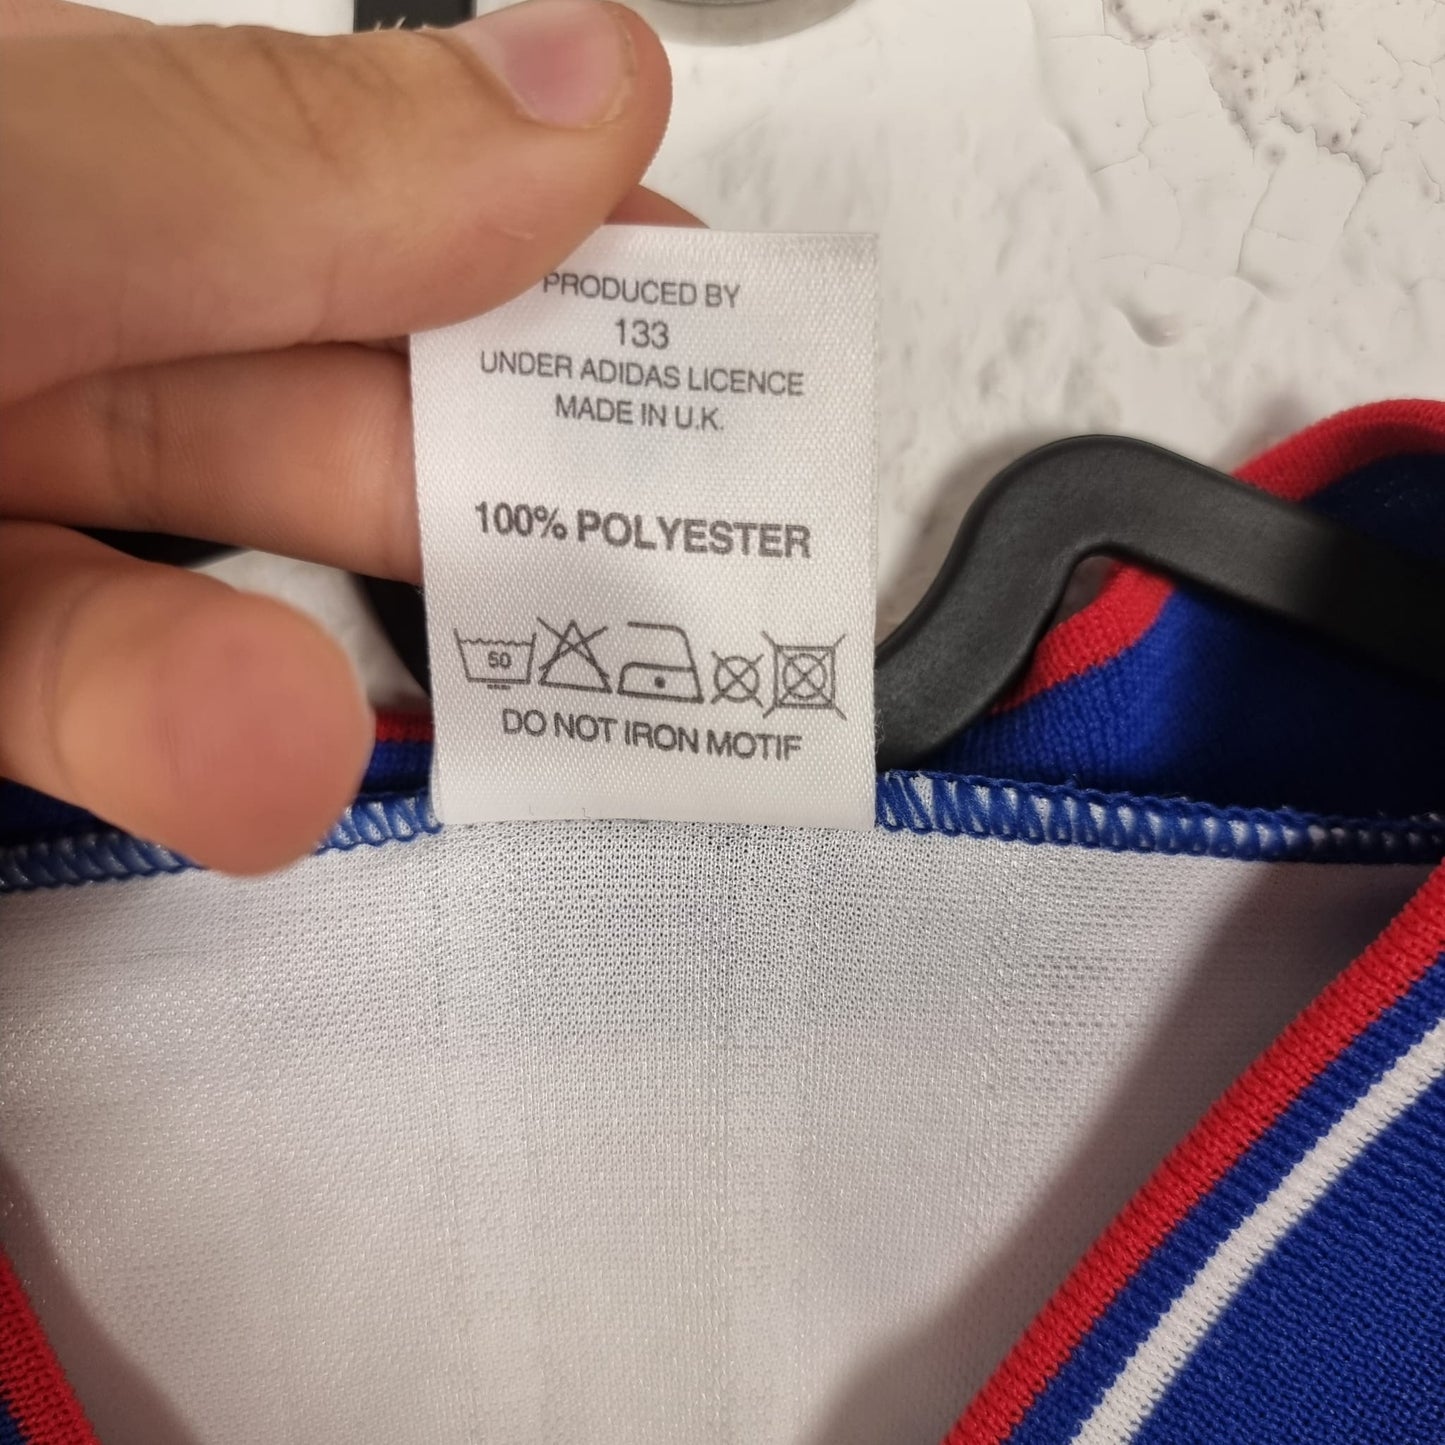 PRODUCED BY
133
UNDER ADIDAS LICENCE
MADE IN U.K.
100% POLYESTER
50
DO NOT IRON MOTIF